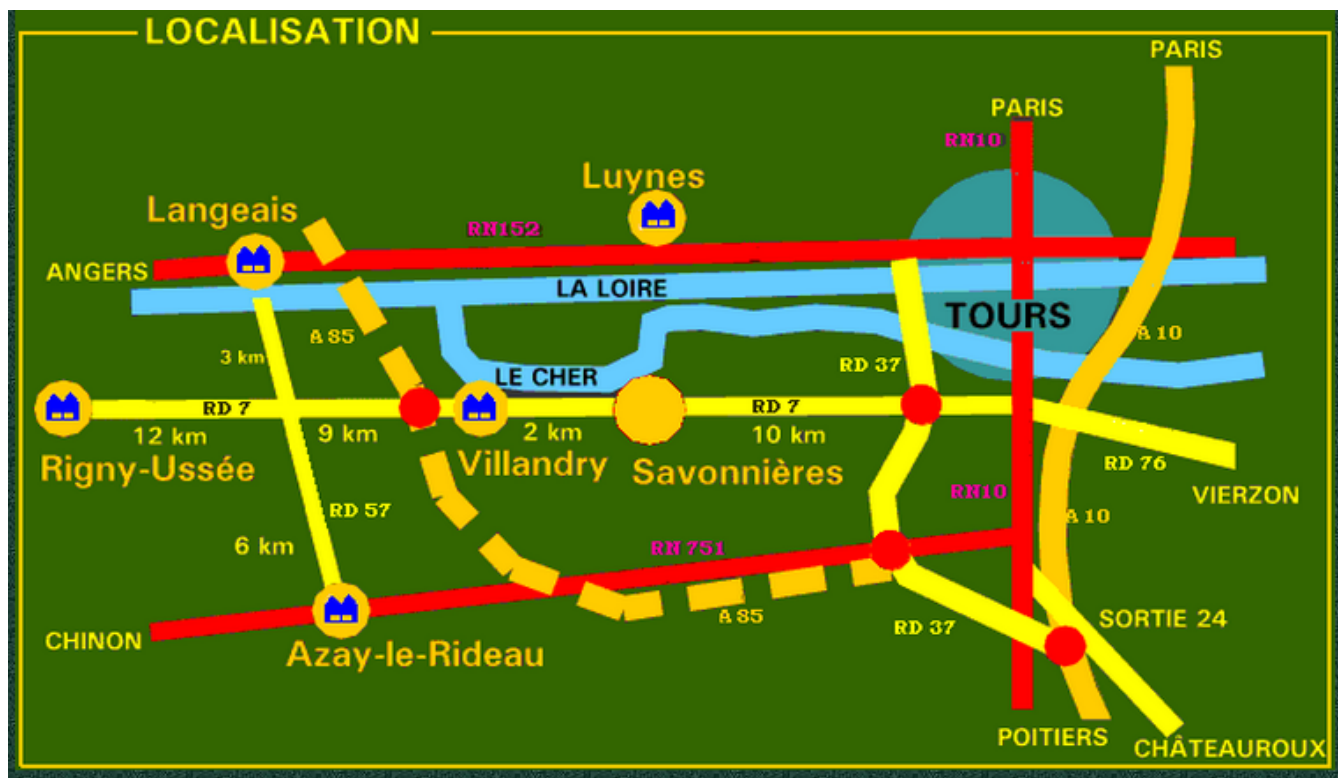 LOCALISATION
PARIS
PARIS
RN10
Luynes
Langeais
RN152
ANGERS
LA LOIRE
TOURS
A 85
A 10
3 km
LE CHER
RD 37
RD 7
RD 7
12 km
9 km
2 km
10 km
Rigny-Ussée
Villandry
Savonnières
RD 76
VIERZON
RN10
RD 57
A 10
6 km
RN 751
A 85
SORTIE 24
CHINON
RD 37
Azay-le-Rideau
POITIERS
CHÂTEAUROUX